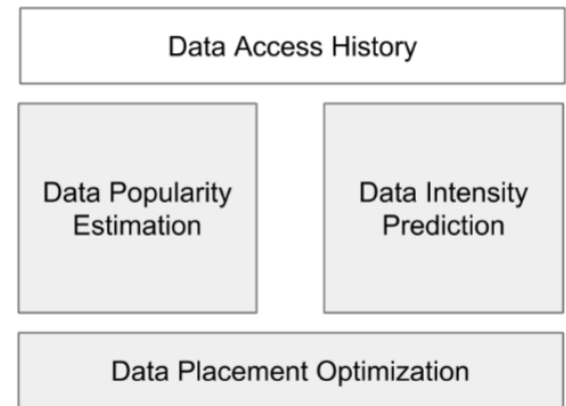 Data Access History
Data Popularity
Estimation
Data Intensity
Prediction
Data Placement Optimization